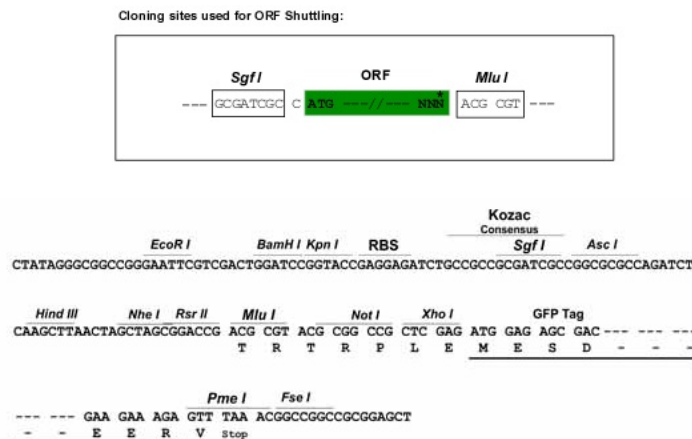 Cloning sites used for ORF Shuttling:
Sgf I ORF Mlu I
--- GCGATCGC C ATG ---//--- NNN* ACG CGT ---
Kozac
Consensus
EcoR I BamH I Kpn I RBS Sgf I Asc I
CTATAGGGCGGCCGGGAATTCGTCGACTGGATCCGGTACCGAGGAGATCTGCCGCCGCGATCGCCGGCGCGCCAGATCT
Hind III Nhe I Rsr II Mlu I Not I Xho I GFP Tag
CAAGCTTAACTAGCTAGCGGACCG ACG CGT ACG CGG CCG CTC GAG ATG GAG AGC GAC--- --- ---
T R T R P L E M E S D - - -
Pme I Fse I
--- --- GAA GAA AGA GTT TAA ACGGCCGGCCGCGGAGCT
- - E E R V Stop